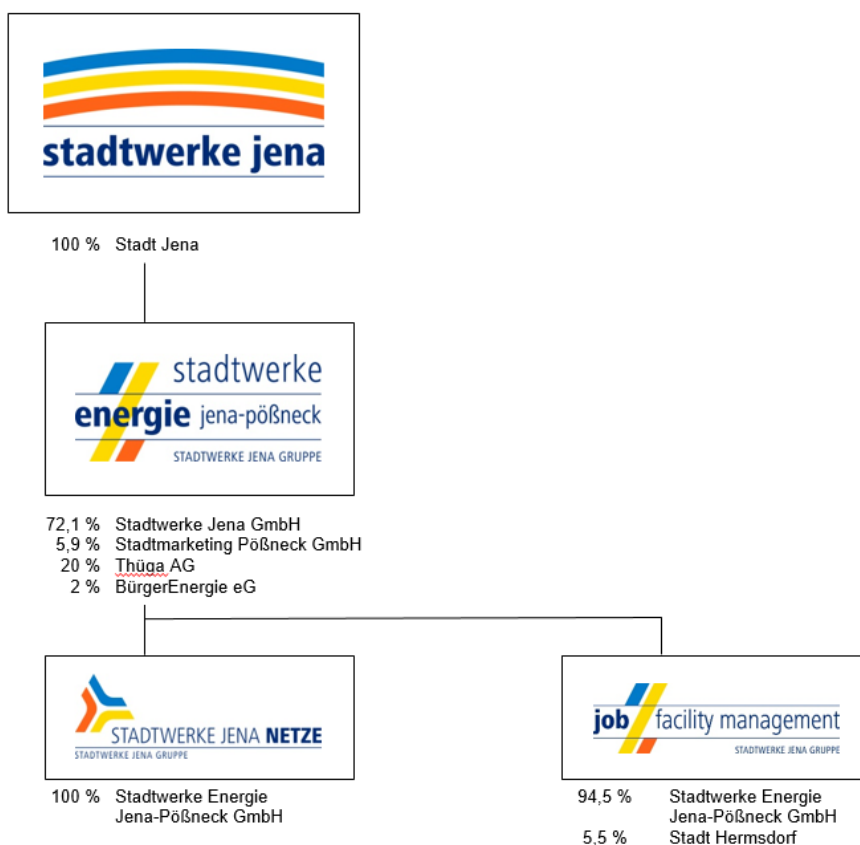 stadtwerke jena
100 % Stadt Jena
stadtwerke
energie jena-pößneck
STADTWERKE JENA GRUPPE
72,1 % Stadtwerke Jena GmbH
5,9 % Stadtmarketing Pößneck GmbH
20 % Thüga AG
2 % BürgerEnergie eG
STADTWERKE JENA NETZE
STADTWERKE JENA GRUPPE
100 % Stadtwerke Energie
Jena-Pößneck GmbH
job facility management
STADTWERKE JENA GRUPPE
94,5 % Stadtwerke Energie
Jena-Pößneck GmbH
5,5 % Stadt Hermsdorf